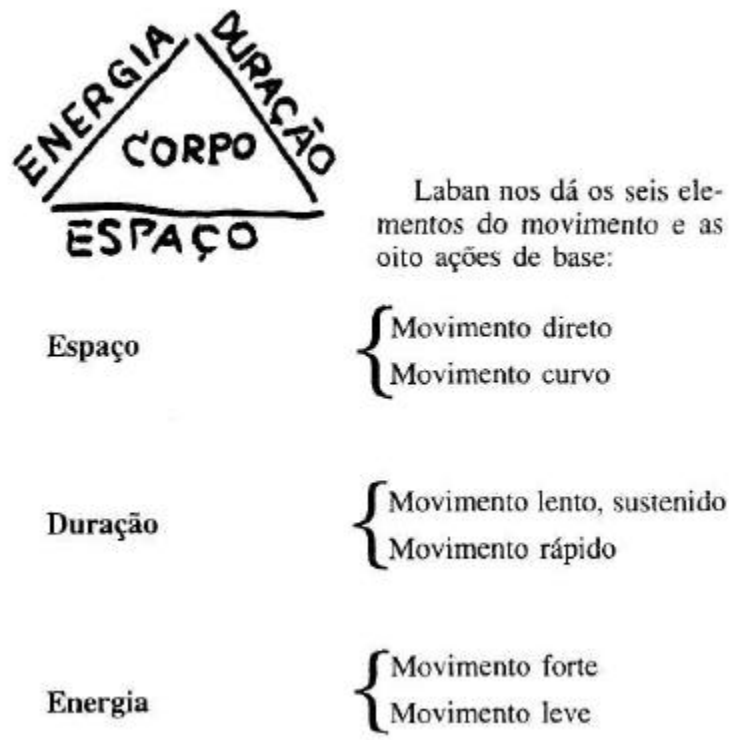 ENERGIA
DURAÇÃO
CORPO
ESPAÇO
Laban nos dá os seis ele-
mentos do movimento e as
oito ações de base:
Espaço
Movimento direto
Movimento curvo
Duração
Movimento lento, sustenido
Movimento rápido
Energia
Movimento forte
Movimento leve